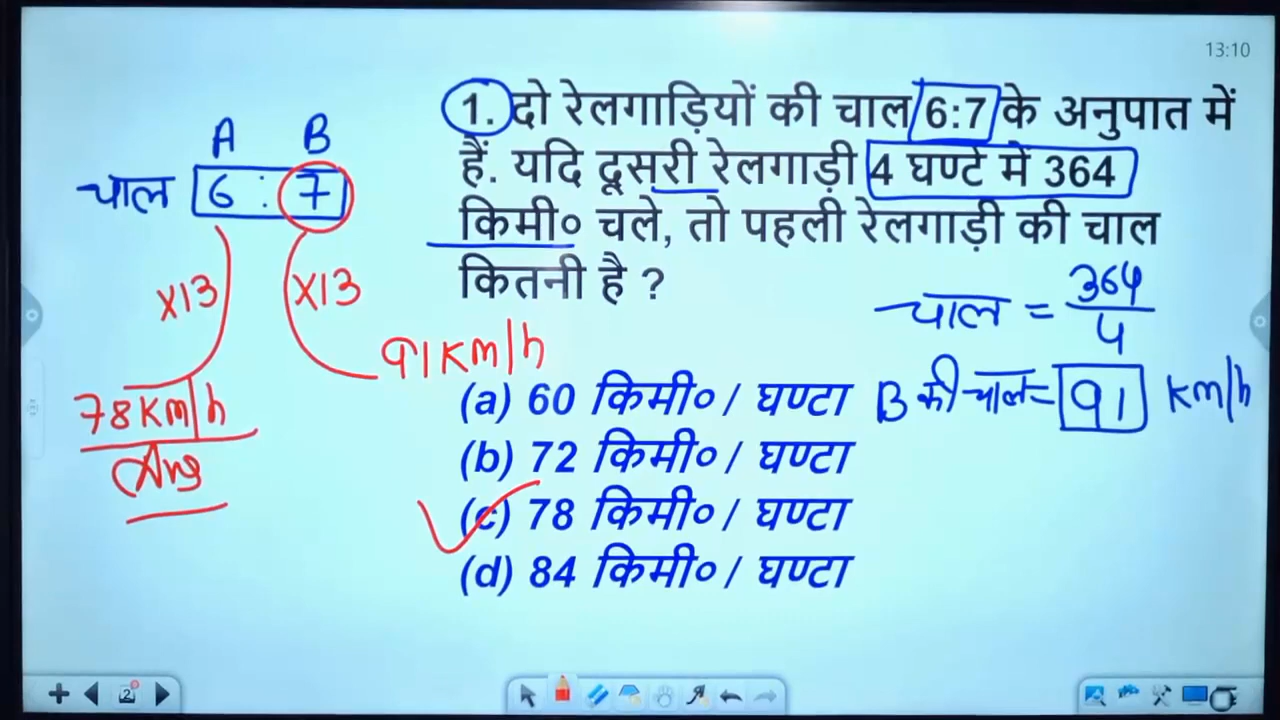 13:10
1. दो रेलगाड़ियों की चाल 6:7 के अनुपात में
हैं. यदि दूसरी रेलगाड़ी 4 घण्टे में 364
किमी० चले, तो पहली रेलगाड़ी की चाल
कितनी है ?
(a) 60 किमी० / घण्टा
(b) 72 किमी० / घण्टा
(c) 78 किमी० / घण्टा
(d) 84 किमी० / घण्टा
A B
चाल 6 : 7
x13 x13
91 Km/h
78 Km/h
Ans
चाल = 364/4
B की चाल = 91 Km/h
2